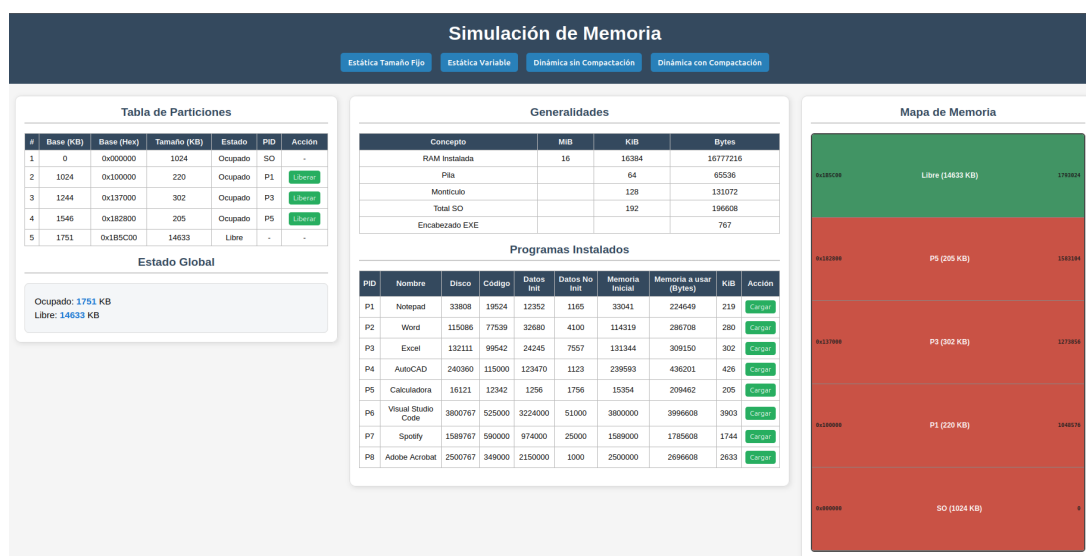 Simulación de Memoria
Estática Tamaño Fijo Estática Variable Dinámica sin Compactación Dinámica con Compactación
Tabla de Particiones
# Base (KB) Base (Hex) Tamaño (KB) Estado PID Acción
1 0 0x000000 1024 Ocupado SO -
2 1024 0x100000 220 Ocupado P1 Liberar
3 1244 0x137000 302 Ocupado P3 Liberar
4 1546 0x182800 205 Ocupado P5 Liberar
5 1751 0x1B5C00 14633 Libre - -
Estado Global
Ocupado: 1751 KB
Libre: 14633 KB
Generalidades
Concepto MiB KiB Bytes
RAM Instalada 16 16384 16777216
Pila 64 65536
Montículo 128 131072
Total SO 192 196608
Encabezado EXE 767
Programas Instalados
PID Nombre Disco Código Datos Init Datos No Init Memoria Inicial Memoria a usar (Bytes) KiB Acción
P1 Notepad 33808 19524 12352 1165 33041 224649 219 Cargar
P2 Word 115086 77539 32680 4100 114319 286708 280 Cargar
P3 Excel 132111 99542 24245 7557 131344 309150 302 Cargar
P4 AutoCAD 240360 115000 123470 1123 239593 436201 426 Cargar
P5 Calculadora 16121 12342 1256 1756 15354 209462 205 Cargar
P6 Visual Studio Code 3800767 525000 3224000 51000 3800000 3996608 3903 Cargar
P7 Spotify 1589767 590000 974000 25000 1589000 1785608 1744 Cargar
P8 Adobe Acrobat 2500767 349000 2150000 1000 2500000 2696608 2633 Cargar
Mapa de Memoria
0x1B5C00 Libre (14633 KB) 1793024
0x182800 P5 (205 KB) 1583104
0x137000 P3 (302 KB) 1273856
0x100000 P1 (220 KB) 1048576
0x000000 SO (1024 KB) 0